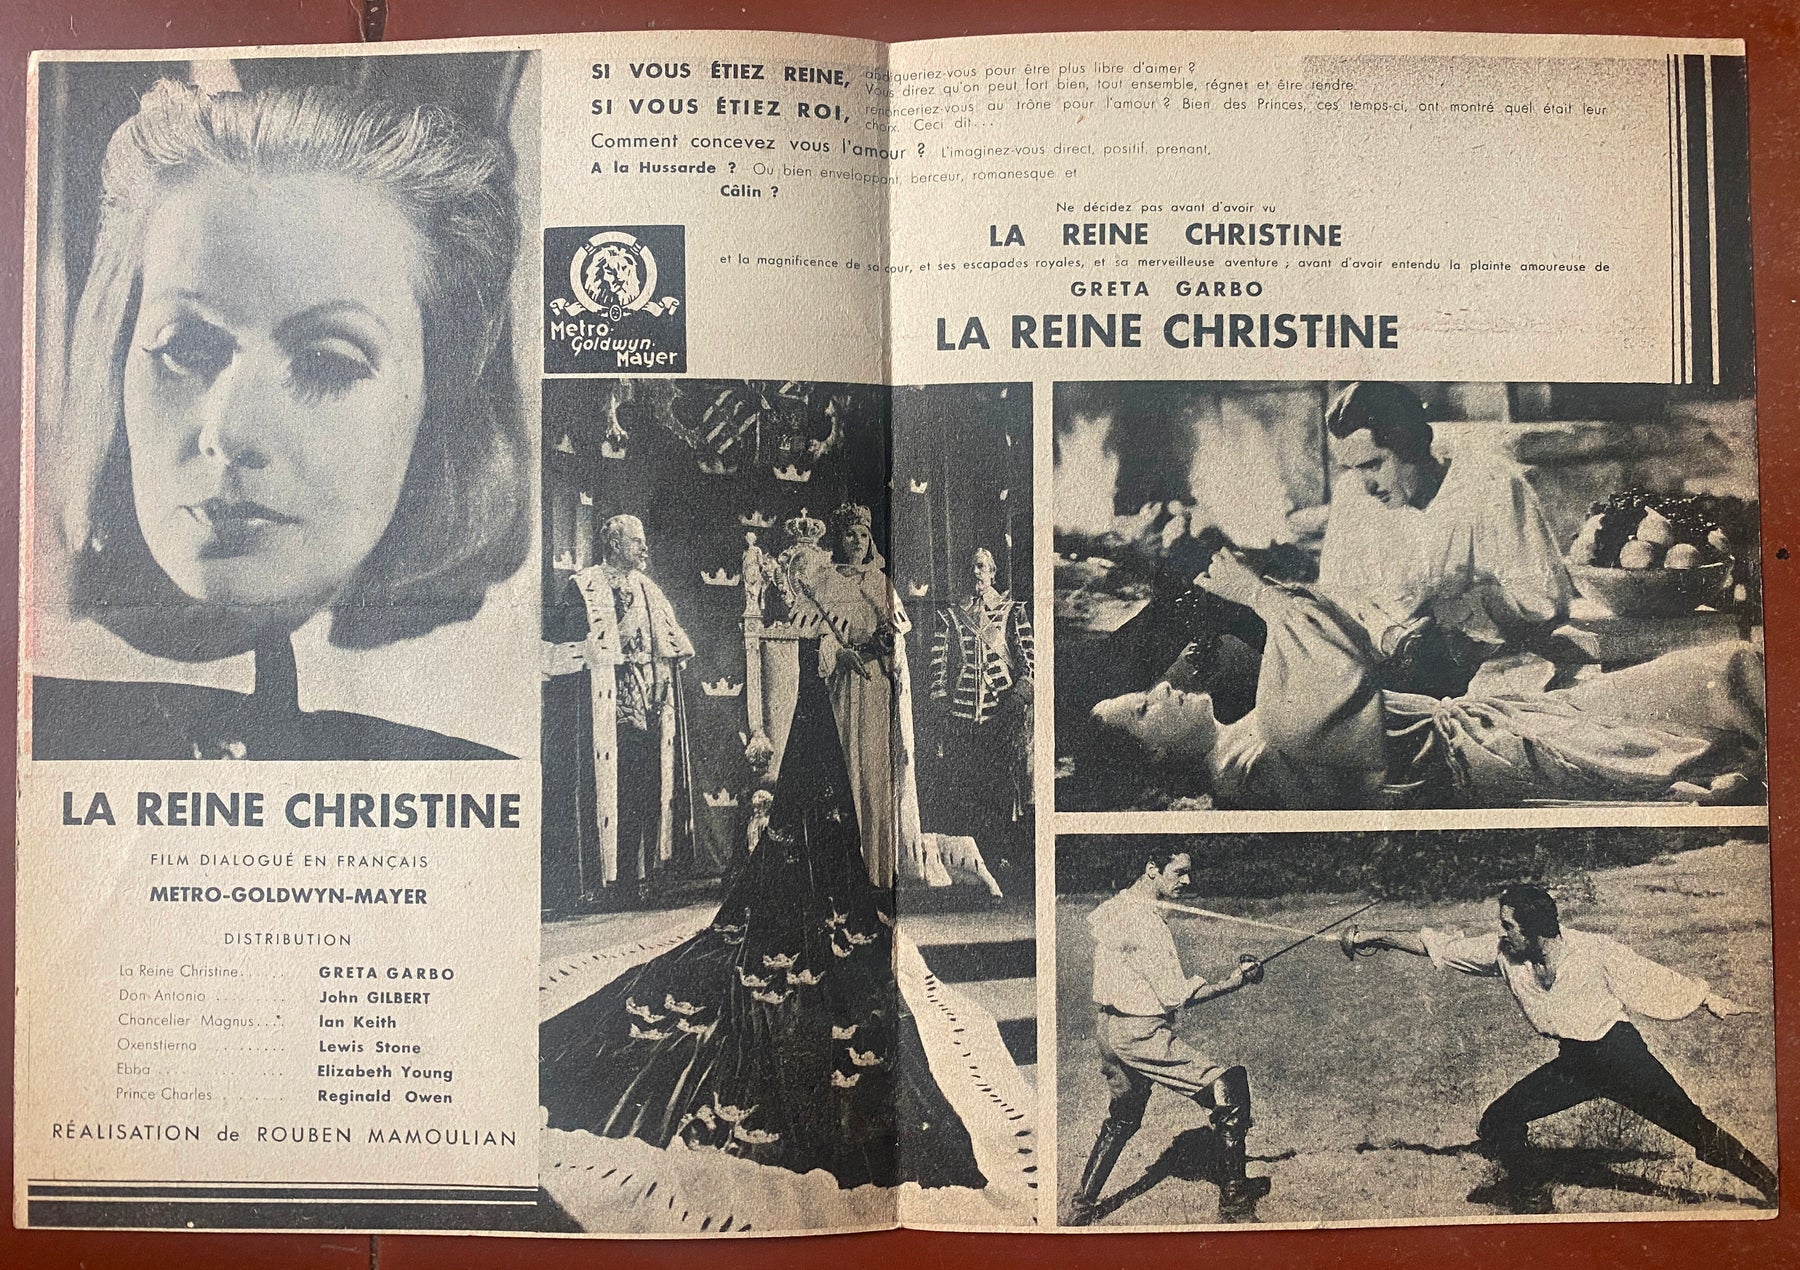 SI VOUS ÉTIEZ REINE, abdiqueriez-vous pour être plus libre d'aimer ?
Vous direz qu'on peut fort bien, tout ensemble, régner et être tendre.
SI VOUS ÉTIEZ ROI, renonceriez-vous au trône pour l'amour ? Bien des Princes, ces temps-ci, ont montré quel était leur
choix. Ceci dit...
Comment concevez vous l'amour ? L'imaginez-vous direct, positif, prenant,
A la Hussarde ? Ou bien enveloppant, berceur, romanesque et
Câlin ?
Ne décidez pas avant d'avoir vu
LA REINE CHRISTINE
et la magnificence de sa cour, et ses escapades royales, et sa merveilleuse aventure ; avant d'avoir entendu la plainte amoureuse de
GRETA GARBO
LA REINE CHRISTINE
Metro-
Goldwyn-
Mayer
LA REINE CHRISTINE
FILM DIALOGUÉ EN FRANÇAIS
METRO-GOLDWYN-MAYER
DISTRIBUTION
La Reine Christine...... GRETA GARBO
Don Antonio ......... John GILBERT
Chancelier Magnus.... Ian Keith
Oxenstierna .......... Lewis Stone
Ebba .............. Elizabeth Young
Prince Charles ....... Reginald Owen
RÉALISATION de ROUBEN MAMOULIAN